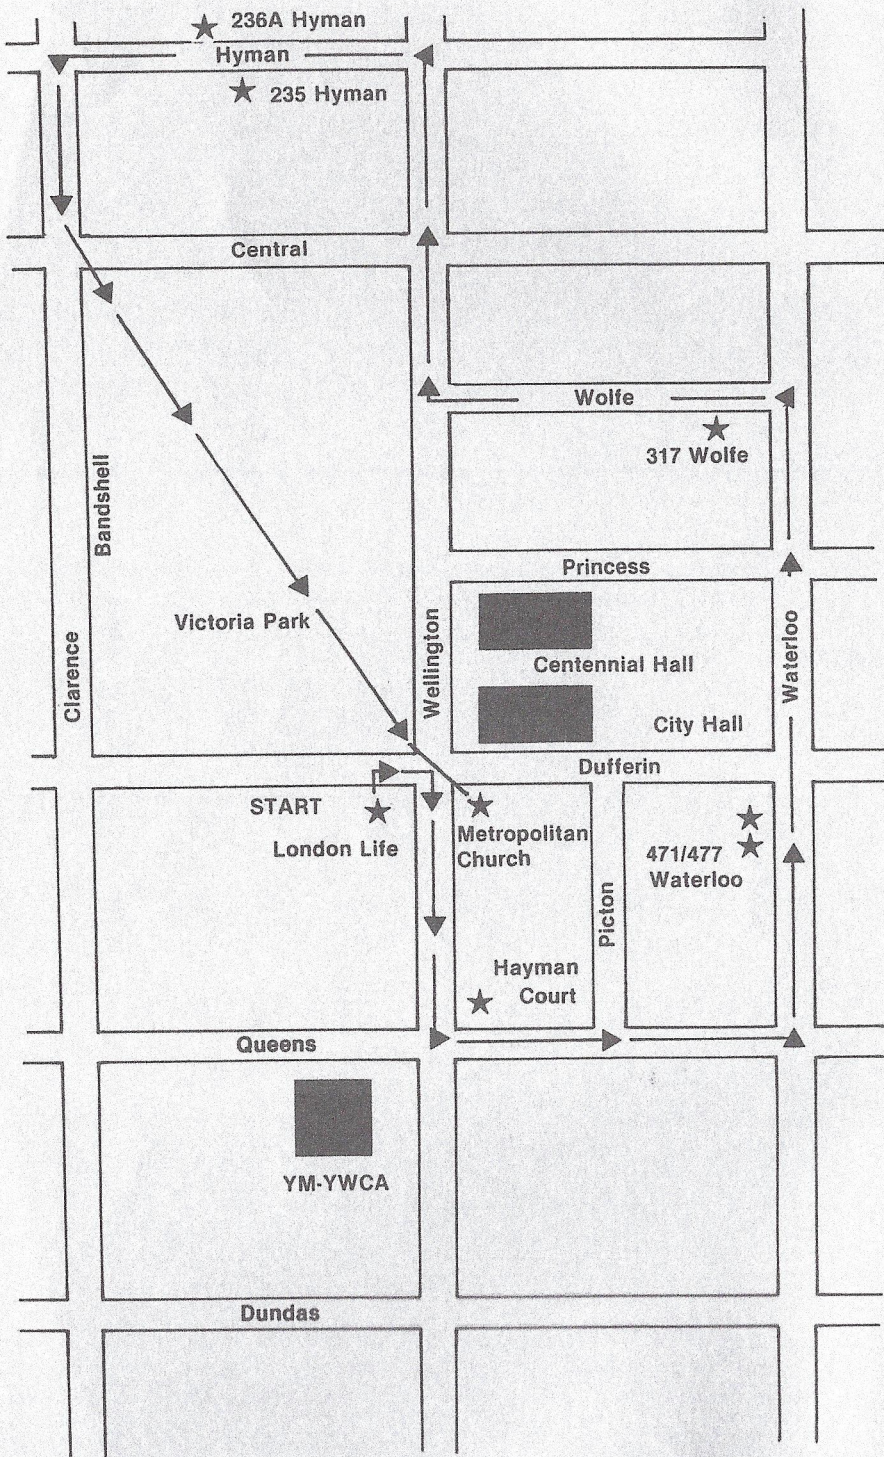 236A Hyman
Hyman
235 Hyman
Central
Wolfe
317 Wolfe
Bandshell
Princess
Victoria Park
Clarence
Wellington
Waterloo
Centennial Hall
City Hall
Dufferin
START
London Life
Metropolitan
Church
471/477
Waterloo
Picton
Hayman
Court
Queens
YM-YWCA
Dundas